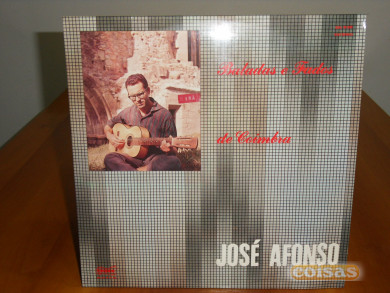 Baladas e Fados
de Coimbra
JOSÉ AFONSO
coisas